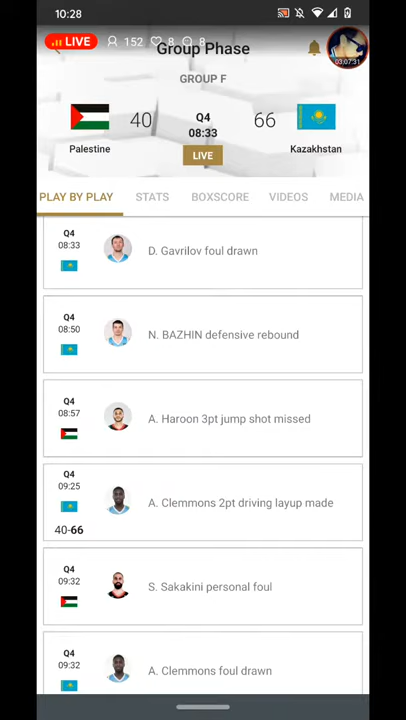 10:28
LIVE 152 8 8
Group Phase
03:07:31
GROUP F
40 Q4 66
08:33
Palestine Kazakhstan
LIVE
PLAY BY PLAY STATS BOXSCORE VIDEOS MEDIA
Q4
08:33
D. Gavrilov foul drawn
Q4
08:50
N. BAZHIN defensive rebound
Q4
08:57
A. Haroon 3pt jump shot missed
Q4
09:25
A. Clemmons 2pt driving layup made
40-66
Q4
09:32
S. Sakakini personal foul
Q4
09:32
A. Clemmons foul drawn